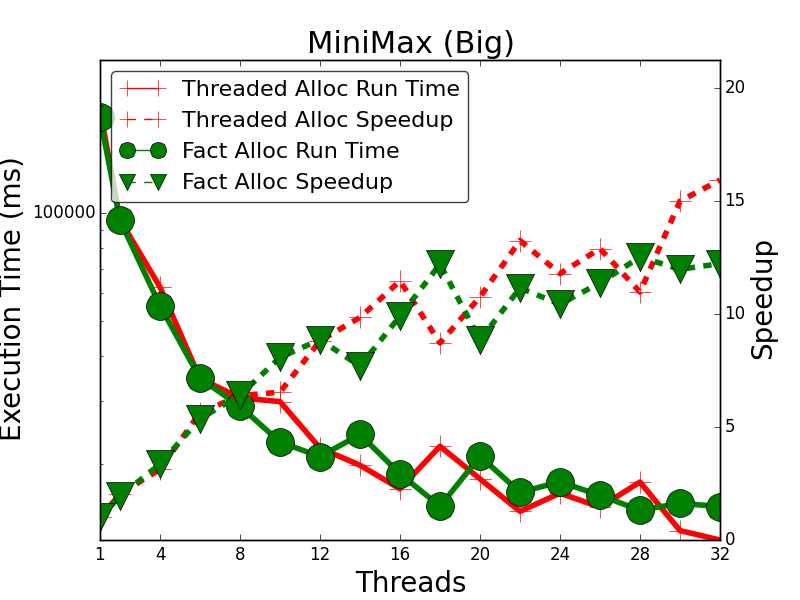 MiniMax (Big)
Threaded Alloc Run Time
Threaded Alloc Speedup
Fact Alloc Run Time
Fact Alloc Speedup
Execution Time (ms)
100000
20
15
10
5
0
Speedup
1 4 8 12 16 20 24 28 32
Threads